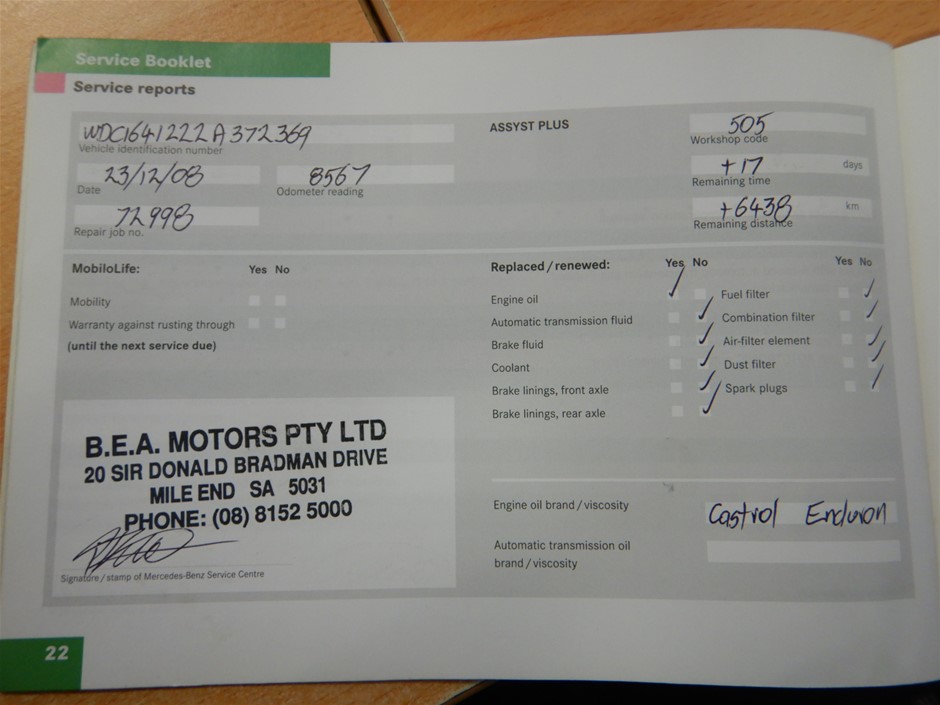 Service Booklet
Service reports
WDC1641222A372369
Vehicle identification number
23/12/08
Date
8567
Odometer reading
72998
Repair job no.
ASSYST PLUS
505
Workshop code
+17 days
Remaining time
+6438 km
Remaining distance
MobiloLife: Yes No
Mobility
Warranty against rusting through
(until the next service due)
Replaced / renewed: Yes No Yes No
Engine oil ✓ Fuel filter ✓
Automatic transmission fluid ✓ Combination filter ✓
Brake fluid ✓ Air-filter element ✓
Coolant ✓ Dust filter ✓
Brake linings, front axle ✓ Spark plugs ✓
Brake linings, rear axle ✓
B.E.A. MOTORS PTY LTD
20 SIR DONALD BRADMAN DRIVE
MILE END SA 5031
PHONE: (08) 8152 5000
Signature / stamp of Mercedes-Benz Service Centre
Engine oil brand / viscosity Castrol Enduron
Automatic transmission oil
brand / viscosity
22